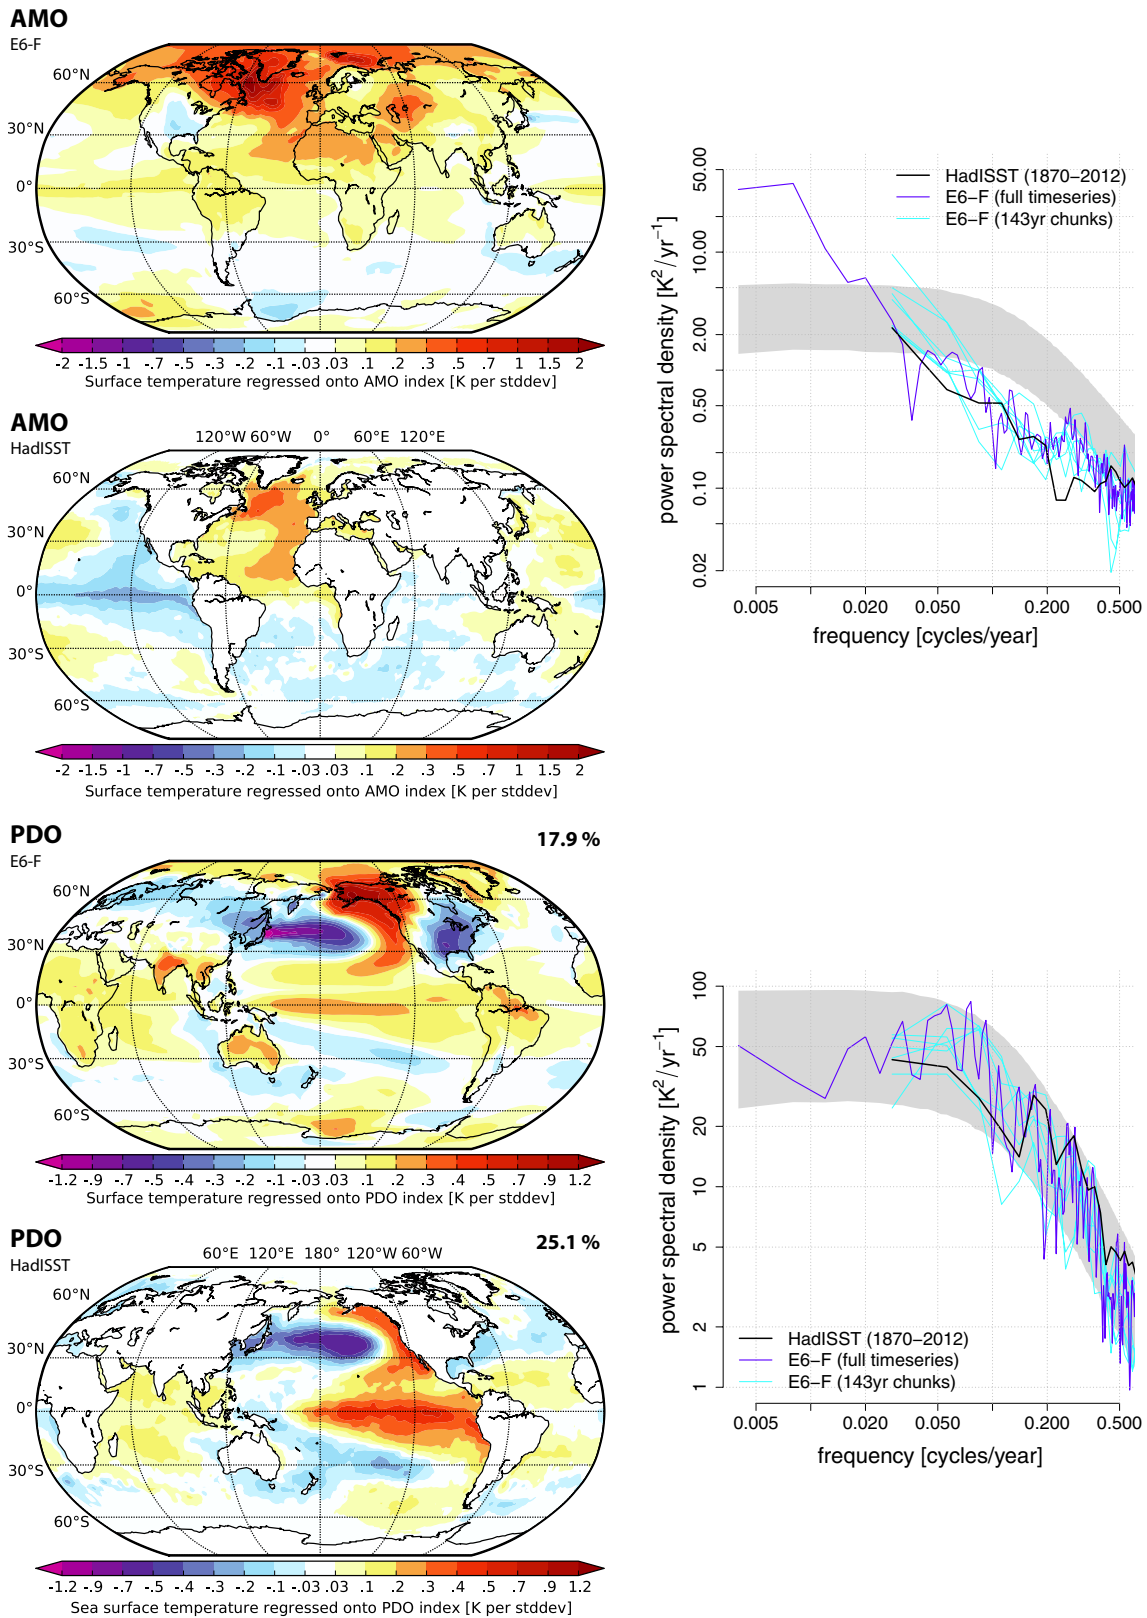 AMO
E6-F
60°N
30°N
0°
30°S
60°S
-2 -1.5 -1 -.7 -.5 -.3 -.2 -.1 -.03 .03 .1 .2 .3 .5 .7 1 1.5 2
Surface temperature regressed onto AMO index [K per stddev]
AMO
HadISST
120°W 60°W 0° 60°E 120°E
60°N
30°N
0°
30°S
60°S
-2 -1.5 -1 -.7 -.5 -.3 -.2 -.1 -.03 .03 .1 .2 .3 .5 .7 1 1.5 2
Surface temperature regressed onto AMO index [K per stddev]
power spectral density [K²/yr⁻¹]
50.00
10.00
2.00
0.50
0.10
0.02
HadISST (1870−2012)
E6−F (full timeseries)
E6−F (143yr chunks)
0.005 0.020 0.050 0.200 0.500
frequency [cycles/year]
PDO
17.9 %
E6-F
60°N
30°N
0°
30°S
60°S
-1.2 -.9 -.7 -.5 -.4 -.3 -.2 -.1 -.03 .03 .1 .2 .3 .4 .5 .7 .9 1.2
Surface temperature regressed onto PDO index [K per stddev]
PDO
25.1 %
HadISST
60°E 120°E 180° 120°W 60°W
60°N
30°N
0°
30°S
60°S
-1.2 -.9 -.7 -.5 -.4 -.3 -.2 -.1 -.03 .03 .1 .2 .3 .4 .5 .7 .9 1.2
Sea surface temperature regressed onto PDO index [K per stddev]
power spectral density [K²/yr⁻¹]
100
50
20
10
5
2
1
HadISST (1870−2012)
E6−F (full timeseries)
E6−F (143yr chunks)
0.005 0.020 0.050 0.200 0.500
frequency [cycles/year]